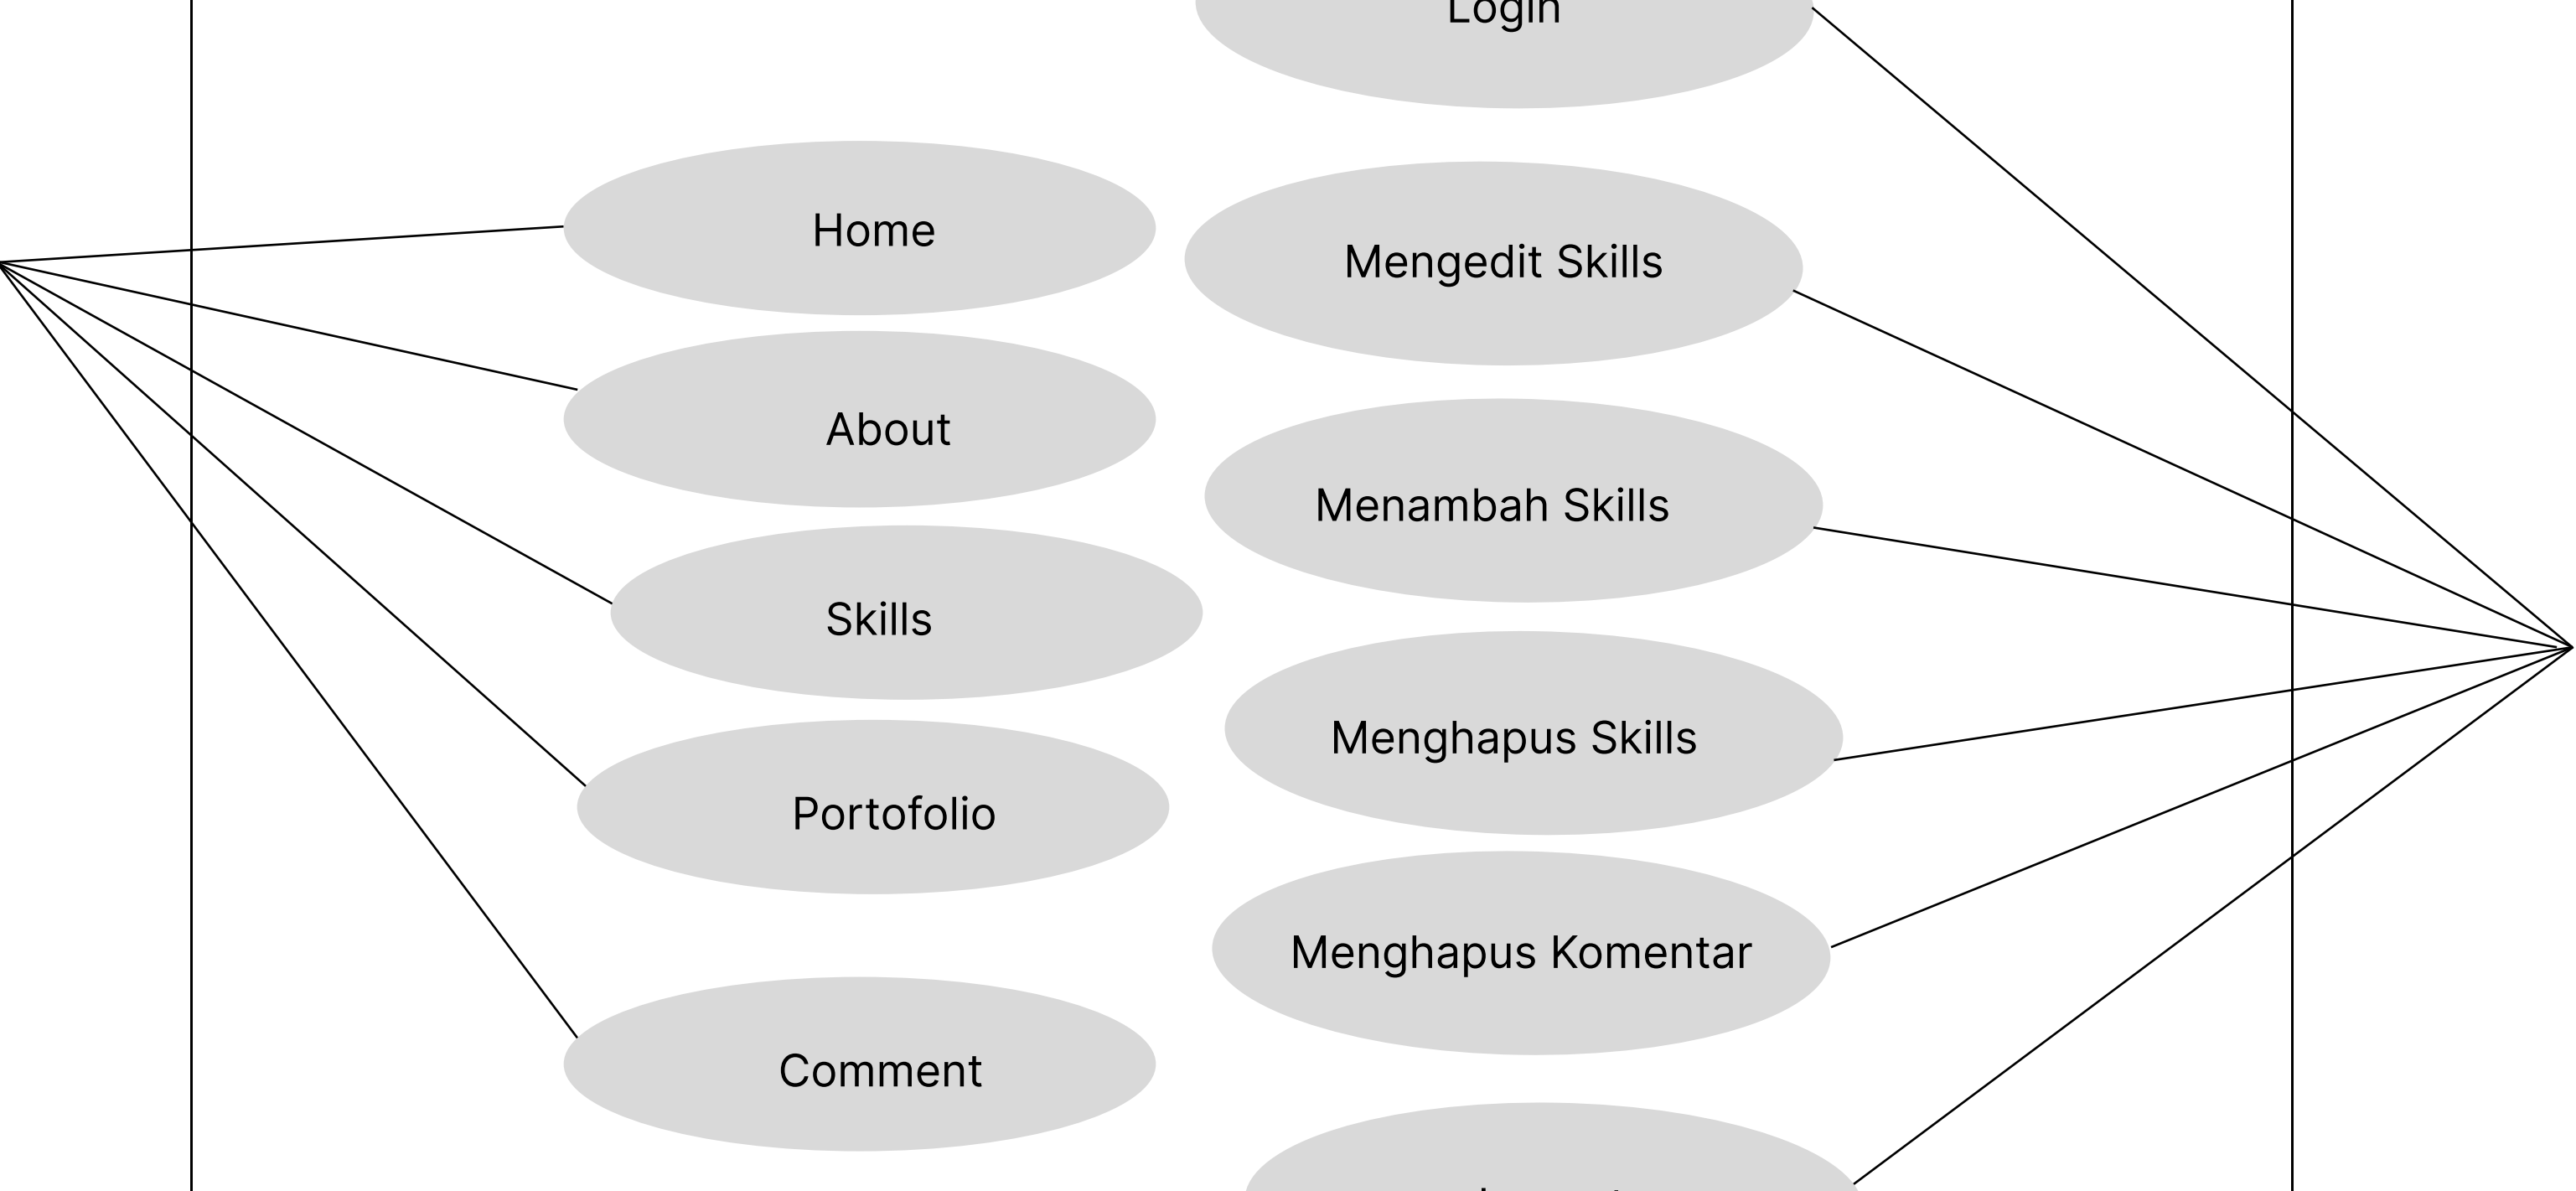 Login
Home
Mengedit Skills
About
Menambah Skills
Skills
Menghapus Skills
Portofolio
Menghapus Komentar
Comment